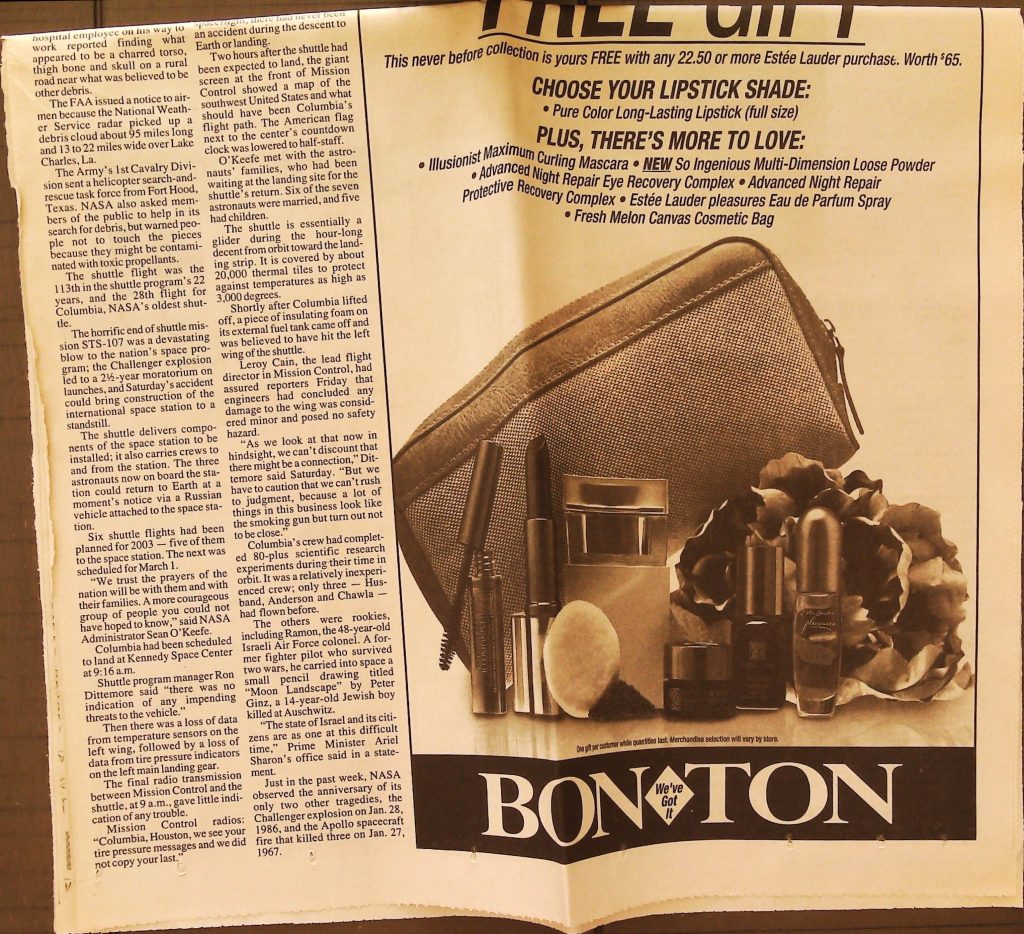 hospital employee on his way to
work reported finding what
appeared to be a charred torso,
thigh bone and skull on a rural
road near what was believed to be
other debris.
The FAA issued a notice to air-
men because the National Weath-
er Service radar picked up a
debris cloud about 95 miles long
and 13 to 22 miles wide over Lake
Charles, La.
The Army's 1st Cavalry Divi-
sion sent a helicopter search-and-
rescue task force from Fort Hood,
Texas. NASA also asked mem-
bers of the public to help in its
search for debris, but warned peo-
ple not to touch the pieces
because they might be contami-
nated with toxic propellants.
The shuttle flight was the
113th in the shuttle program's 22
years, and the 28th flight for
Columbia, NASA's oldest shut-
tle.
The horrific end of shuttle mis-
sion STS-107 was a devastating
blow to the nation's space pro-
gram; the Challenger explosion
led to a 2½-year moratorium on
launches, and Saturday's accident
could bring construction of the
international space station to a
standstill.
The shuttle delivers compo-
nents of the space station to be
installed; it also carries crews to
and from the station. The three
astronauts now on board the sta-
tion could return to Earth at a
moment's notice via a Russian
vehicle attached to the space sta-
tion.
Six shuttle flights had been
planned for 2003 — five of them
to the space station. The next was
scheduled for March 1.
"We trust the prayers of the
nation will be with them and with
their families. A more courageous
group of people you could not
have hoped to know," said NASA
Administrator Sean O'Keefe.
Columbia had been scheduled
to land at Kennedy Space Center
at 9:16 a.m.
Shuttle program manager Ron
Dittemore said "there was no
indication of any impending
threats to the vehicle."
Then there was a loss of data
from temperature sensors on the
left wing, followed by a loss of
data from tire pressure indicators
on the left main landing gear.
The final radio transmission
between Mission Control and the
shuttle, at 9 a.m., gave little indi-
cation of any trouble.
Mission Control radios:
"Columbia, Houston, we see your
tire pressure messages and we did
not copy your last."
spaceflight, there had never been
an accident during the descent to
Earth or landing.
Two hours after the shuttle had
been expected to land, the giant
screen at the front of Mission
Control showed a map of the
southwest United States and what
should have been Columbia's
flight path. The American flag
next to the center's countdown
clock was lowered to half-staff.
O'Keefe met with the astro-
nauts' families, who had been
waiting at the landing site for the
shuttle's return. Six of the seven
astronauts were married, and five
had children.
The shuttle is essentially a
glider during the hour-long
decent from orbit toward the land-
ing strip. It is covered by about
20,000 thermal tiles to protect
against temperatures as high as
3,000 degrees.
Shortly after Columbia lifted
off, a piece of insulating foam on
its external fuel tank came off and
was believed to have hit the left
wing of the shuttle.
Leroy Cain, the lead flight
director in Mission Control, had
assured reporters Friday that
engineers had concluded any
damage to the wing was consid-
ered minor and posed no safety
hazard.
"As we look at that now in
hindsight, we can't discount that
there might be a connection," Dit-
temore said Saturday. "But we
have to caution that we can't rush
to judgment, because a lot of
things in this business look like
the smoking gun but turn out not
to be close."
Columbia's crew had complet-
ed 80-plus scientific research
experiments during their time in
orbit. It was a relatively inexperi-
enced crew; only three — Hus-
band, Anderson and Chawla —
had flown before.
The others were rookies,
including Ramon, the 48-year-old
Israeli Air Force colonel. A for-
mer fighter pilot who survived
two wars, he carried into space a
small pencil drawing titled
"Moon Landscape" by Peter
Ginz, a 14-year-old Jewish boy
killed at Auschwitz.
"The state of Israel and its citi-
zens are as one at this difficult
time," Prime Minister Ariel
Sharon's office said in a state-
ment.
Just in the past week, NASA
observed the anniversary of its
only two other tragedies, the
Challenger explosion on Jan. 28,
1986, and the Apollo spacecraft
fire that killed three on Jan. 27,
1967.
FREE GIFT
This never before collection is yours FREE with any 22.50 or more Estée Lauder purchase. Worth $65.
CHOOSE YOUR LIPSTICK SHADE:
• Pure Color Long-Lasting Lipstick (full size)
PLUS, THERE'S MORE TO LOVE:
• Illusionist Maximum Curling Mascara • NEW So Ingenious Multi-Dimension Loose Powder
• Advanced Night Repair Eye Recovery Complex • Advanced Night Repair
Protective Recovery Complex • Estée Lauder pleasures Eau de Parfum Spray
• Fresh Melon Canvas Cosmetic Bag
pleasures
One gift per customer while quantities last. Merchandise selection will vary by store.
BON TON
We've
Got
It